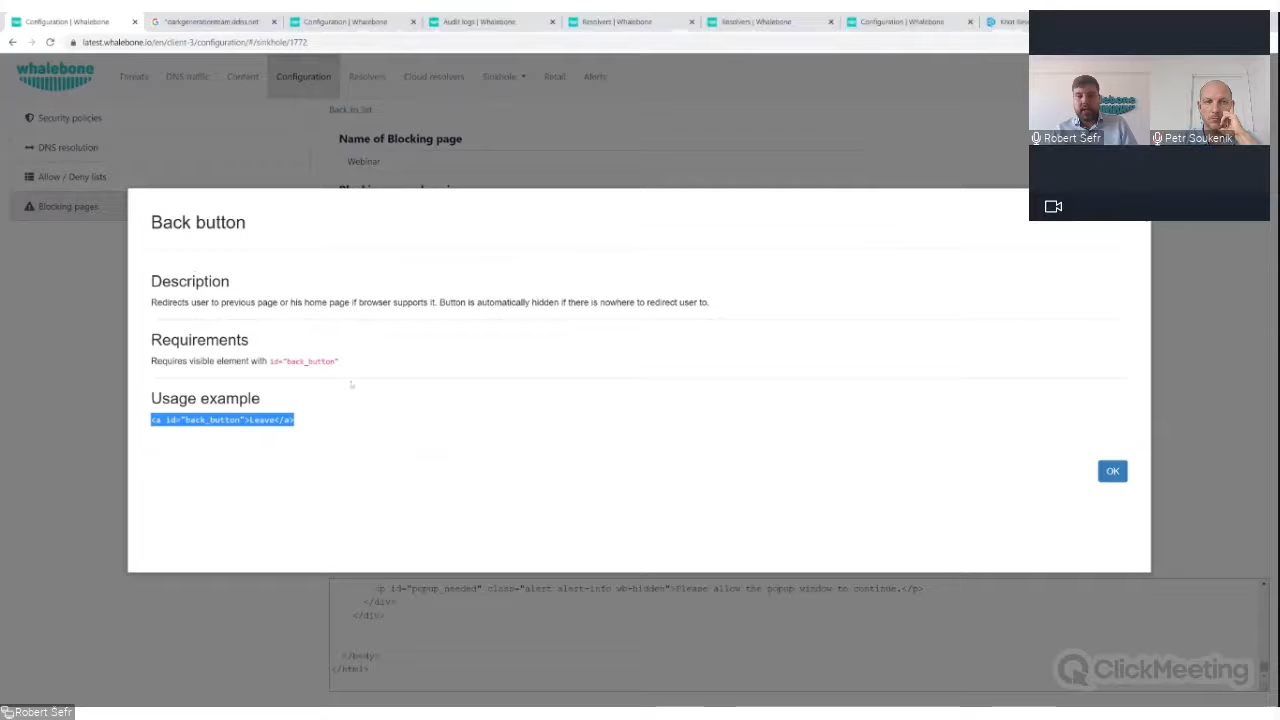 Configuration | Whalebone
"darkgenerationteam.ddns.net"
Configuration | Whalebone
Audit logs | Whalebone
Resolvers | Whalebone
Resolvers | Whalebone
Configuration | Whalebone
latest.whalebone.io/en/client-3/configuration/#/sinkhole/1772
whalebone
Threats
DNS traffic
Content
Configuration
Resolvers
Cloud resolvers
Sinkhole
Retail
Alerts
Security policies
DNS resolution
Allow / Deny lists
Blocking pages
Back to list
Name of Blocking page
Webinar
Robert Šefr
Petr Soukenik
Back button
Description
Redirects user to previous page or his home page if browser supports it. Button is automatically hidden if there is nowhere to redirect user to.
Requirements
Requires visible element with id="back_button"
Usage example
<a id="back_button">Leave</a>
OK
<p id="popup_needed" class="alert alert-info wb-hidden">Please allow the popup window to continue.</p>
</div>
</div>
</body>
</html>
ClickMeeting
Robert Šefr